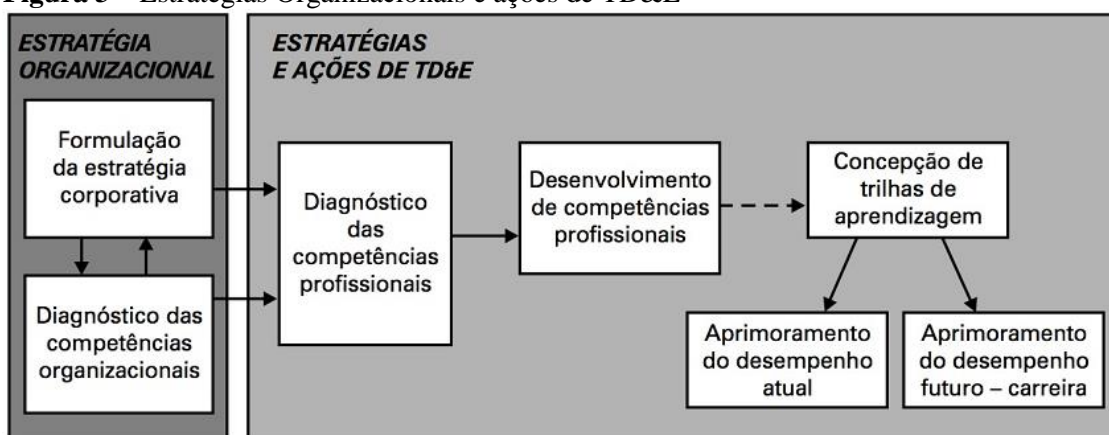 Figura 3 – Estratégias Organizacionais e ações de TD&E
ESTRATÉGIA
ORGANIZACIONAL
Formulação
da estratégia
corporativa
Diagnóstico das
competências
organizacionais
ESTRATÉGIAS
E AÇÕES DE TD&E
Diagnóstico
das
competências
profissionais
Desenvolvimento
de competências
profissionais
Concepção de
trilhas de
aprendizagem
Aprimoramento
do desempenho
atual
Aprimoramento
do desempenho
futuro – carreira